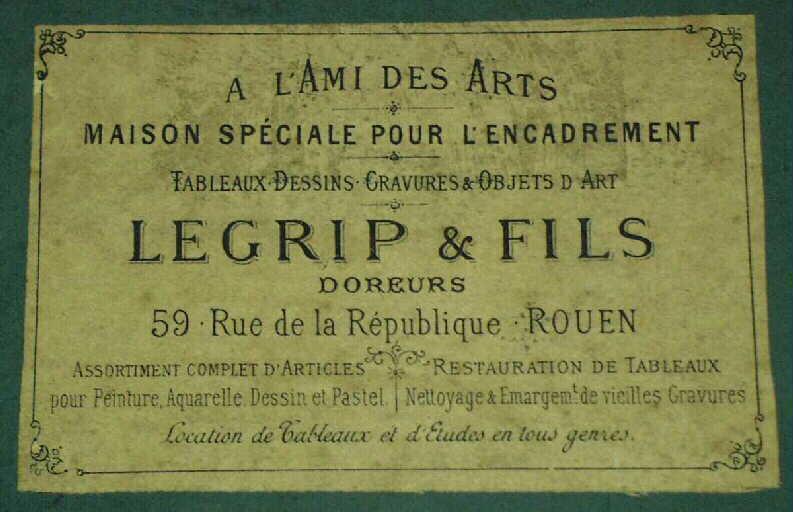 A L'AMI DES ARTS
MAISON SPÉCIALE POUR L'ENCADREMENT
TABLEAUX·DESSINS·GRAVURES & OBJETS D'ART
LEGRIP & FILS
DOREURS
59 · Rue de la République · ROUEN
ASSORTIMENT COMPLET D'ARTICLES
pour Peinture, Aquarelle, Dessin et Pastel.
RESTAURATION DE TABLEAUX
Nettoyage & Emargemt de vieilles Gravures
Location de Tableaux et d'Etudes en tous genres.